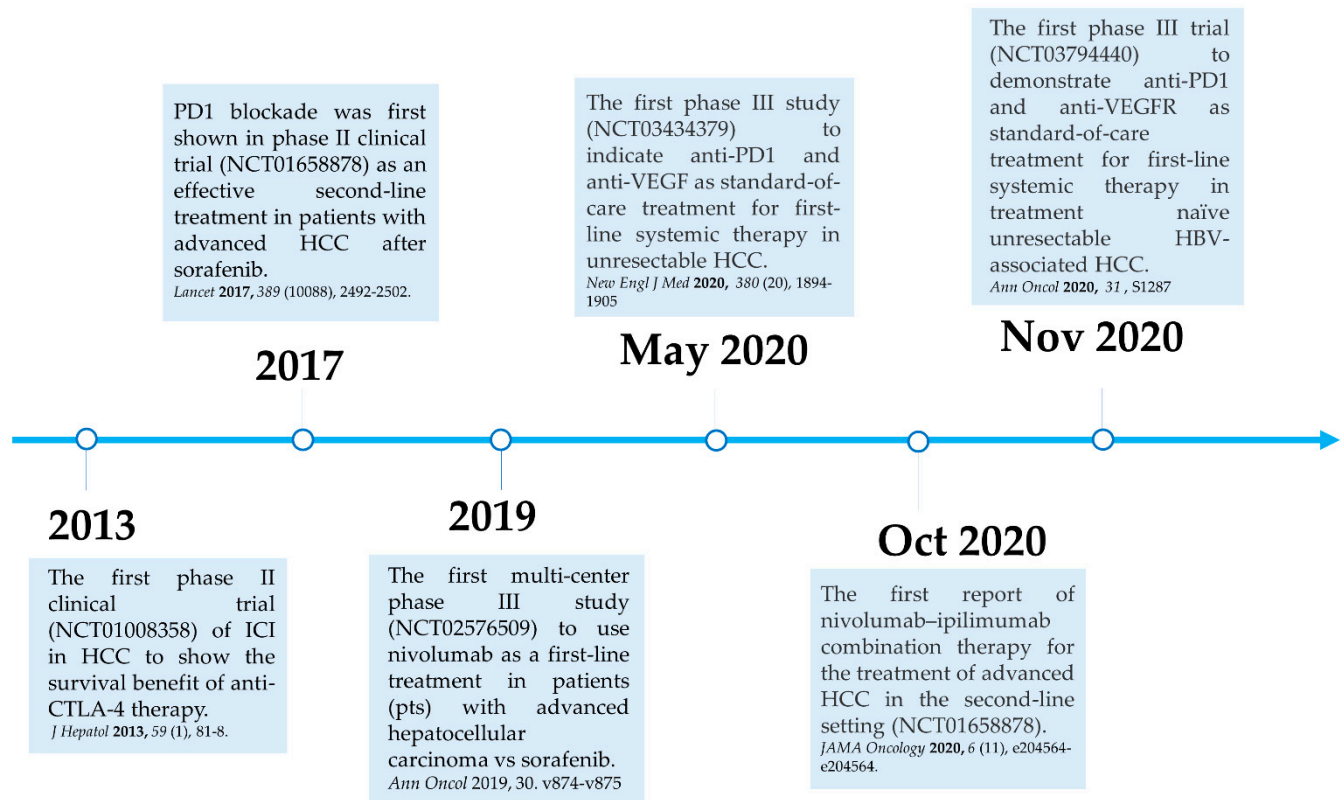 PD1 blockade was first
shown in phase II clinical
trial (NCT01658878) as an
effective second-line
treatment in patients with
advanced HCC after
sorafenib.
Lancet 2017, 389 (10088), 2492-2502.
2017
The first phase III study
(NCT03434379) to
indicate anti-PD1 and
anti-VEGF as standard-of-
care treatment for first-
line systemic therapy in
unresectable HCC.
New Engl J Med 2020, 380 (20), 1894-
1905
May 2020
The first phase III trial
(NCT03794440) to
demonstrate anti-PD1
and anti-VEGFR as
standard-of-care
treatment for first-line
systemic therapy in
treatment naïve
unresectable HBV-
associated HCC.
Ann Oncol 2020, 31 , S1287
Nov 2020
2013
The first phase II
clinical trial
(NCT01008358) of ICI
in HCC to show the
survival benefit of anti-
CTLA-4 therapy.
J Hepatol 2013, 59 (1), 81-8.
2019
The first multi-center
phase III study
(NCT02576509) to use
nivolumab as a first-line
treatment in patients
(pts) with advanced
hepatocellular
carcinoma vs sorafenib.
Ann Oncol 2019, 30. v874-v875
Oct 2020
The first report of
nivolumab–ipilimumab
combination therapy for
the treatment of advanced
HCC in the second-line
setting (NCT01658878).
JAMA Oncology 2020, 6 (11), e204564-
e204564.